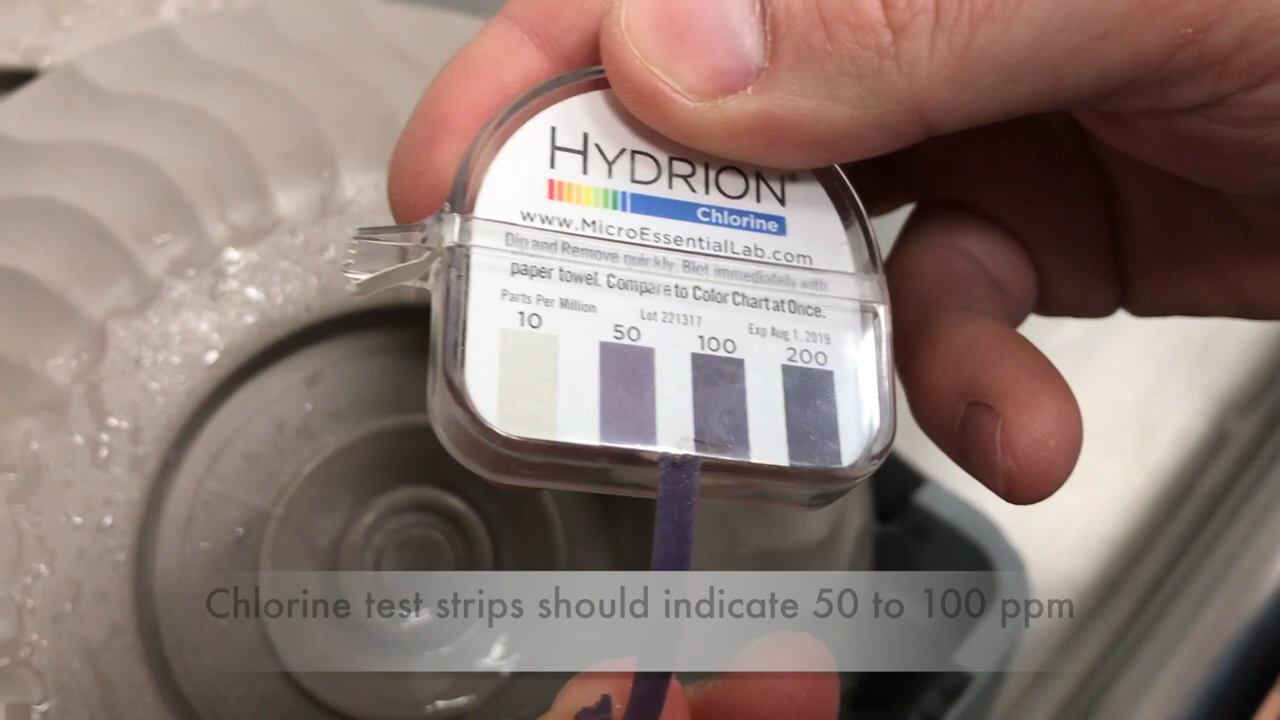 HYDRION®
Chlorine
www.MicroEssentialLab.com
Dip and Remove quickly. Blot immediately with
paper towel. Compare to Color Chart at Once.
Parts Per Million Lot 221317 Exp Aug 1, 2019
10 50 100 200
Chlorine test strips should indicate 50 to 100 ppm